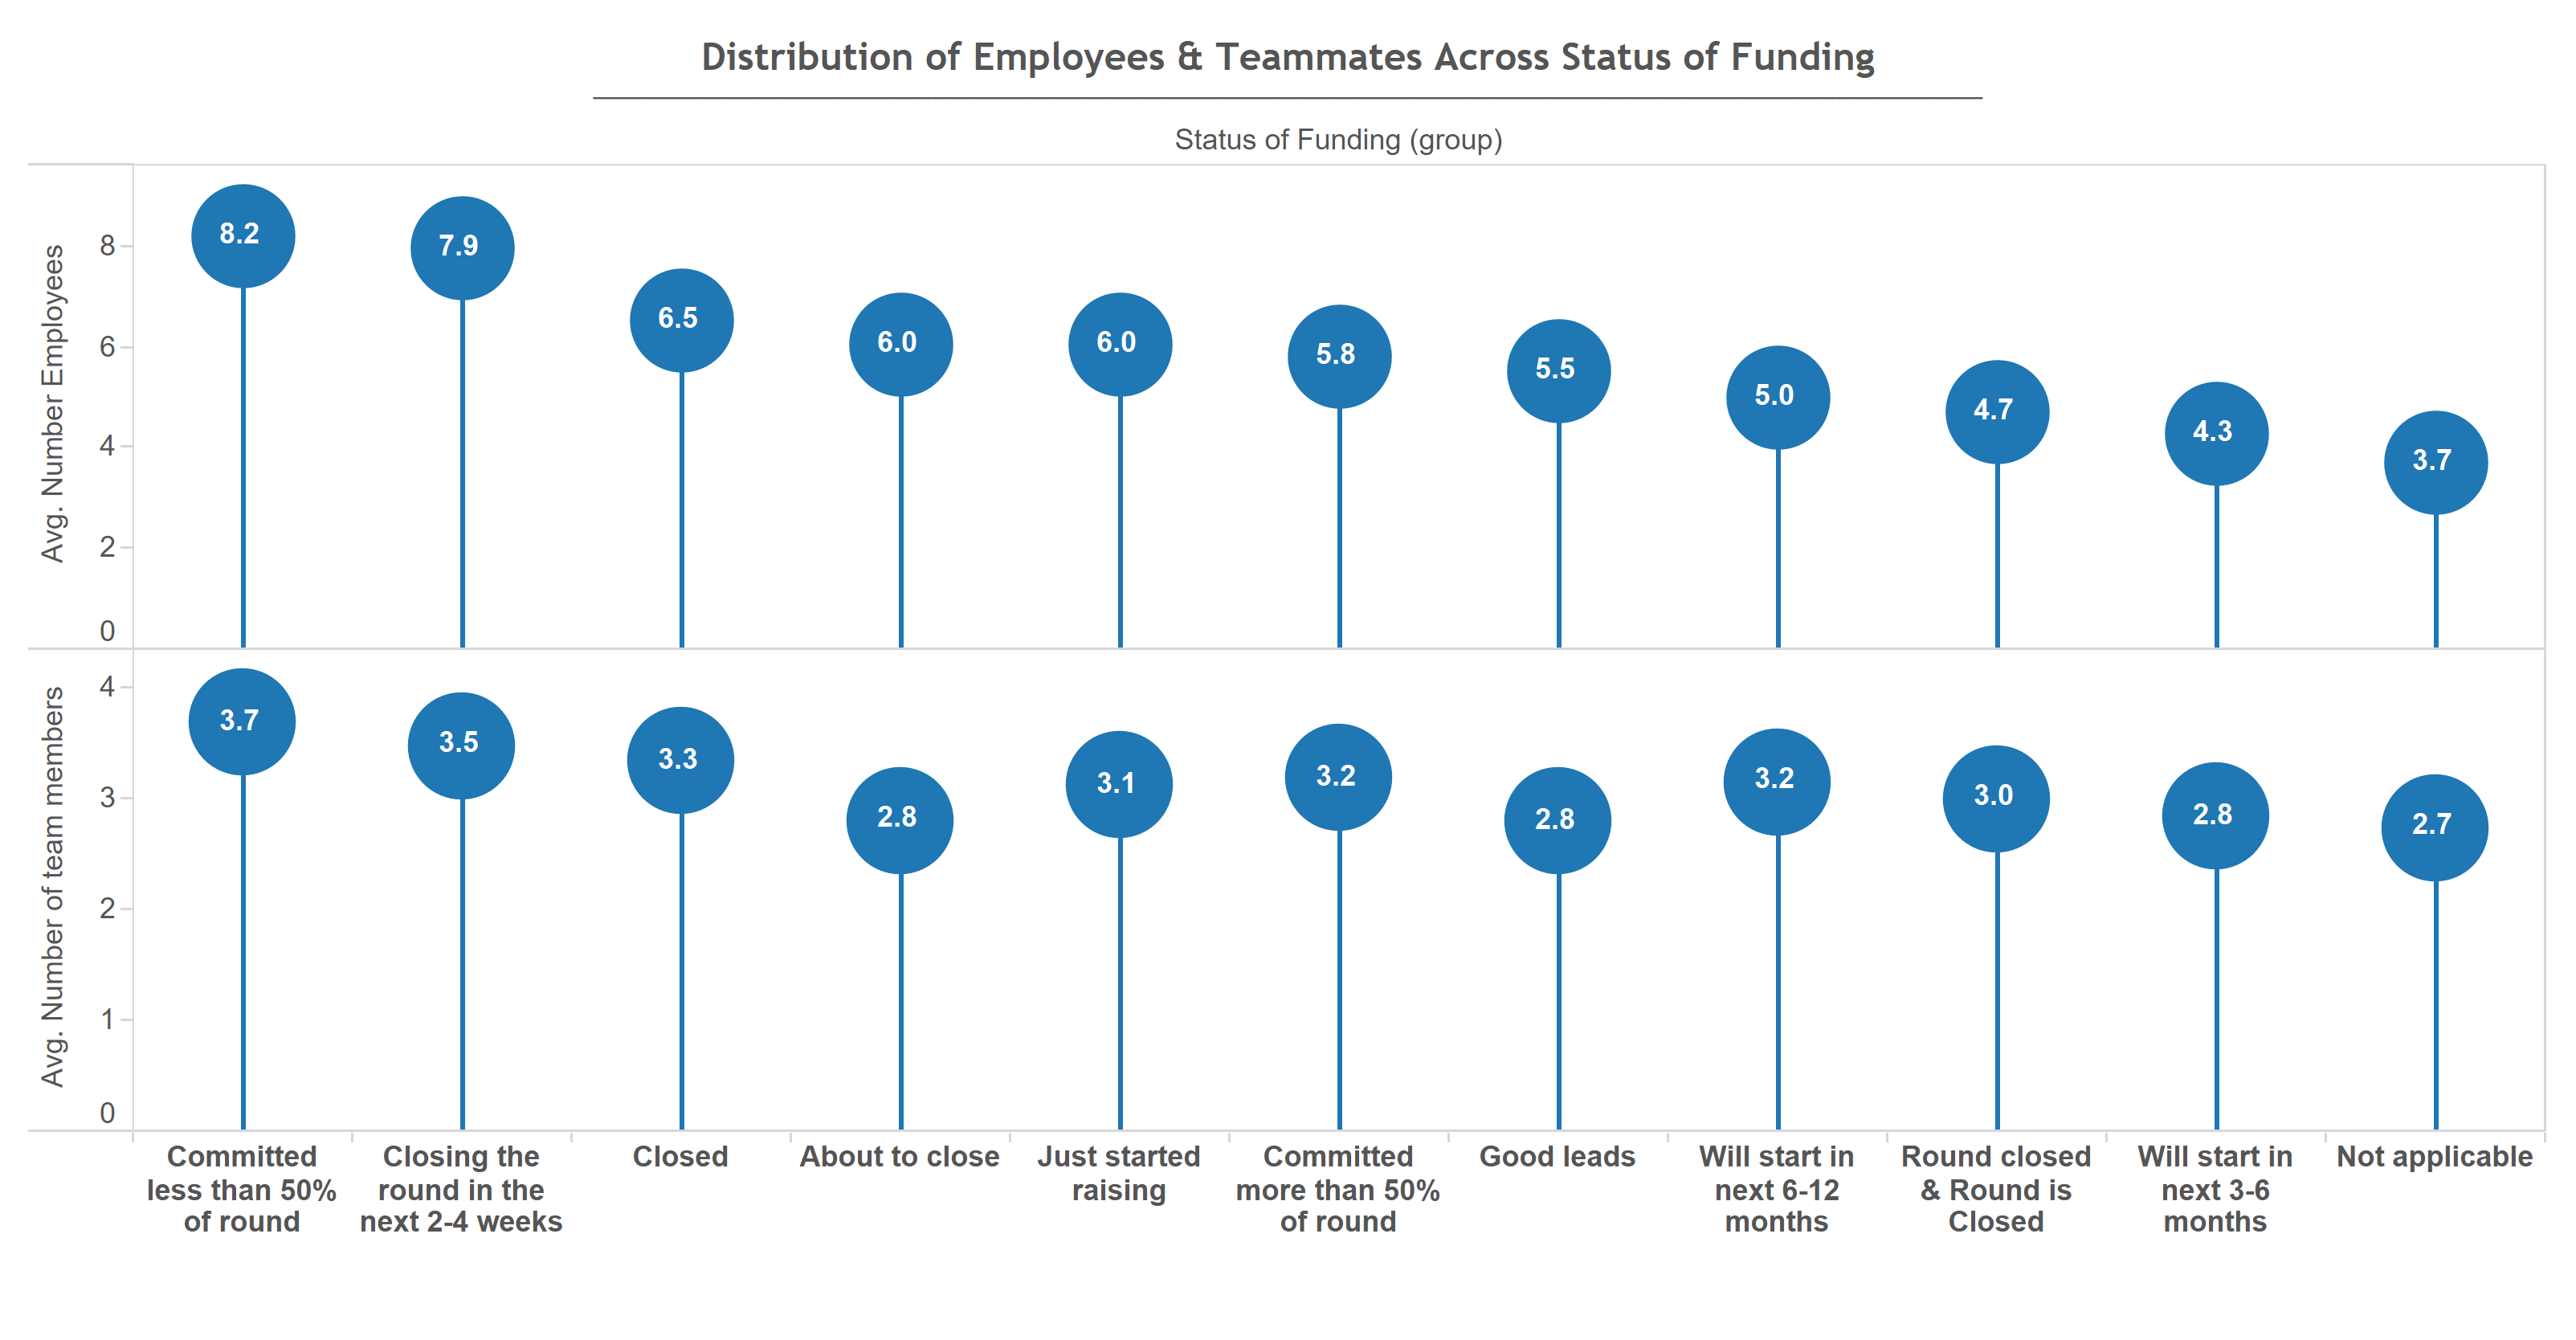 Distribution of Employees & Teammates Across Status of Funding
Status of Funding (group)
Avg. Number Employees
8
6
4
2
0
8.2
7.9
6.5
6.0
6.0
5.8
5.5
5.0
4.7
4.3
3.7
Avg. Number of team members
4
3
2
1
0
3.7
3.5
3.3
2.8
3.1
3.2
2.8
3.2
3.0
2.8
2.7
Committed
less than 50%
of round
Closing the
round in the
next 2-4 weeks
Closed
About to close
Just started
raising
Committed
more than 50%
of round
Good leads
Will start in
next 6-12
months
Round closed
& Round is
Closed
Will start in
next 3-6
months
Not applicable